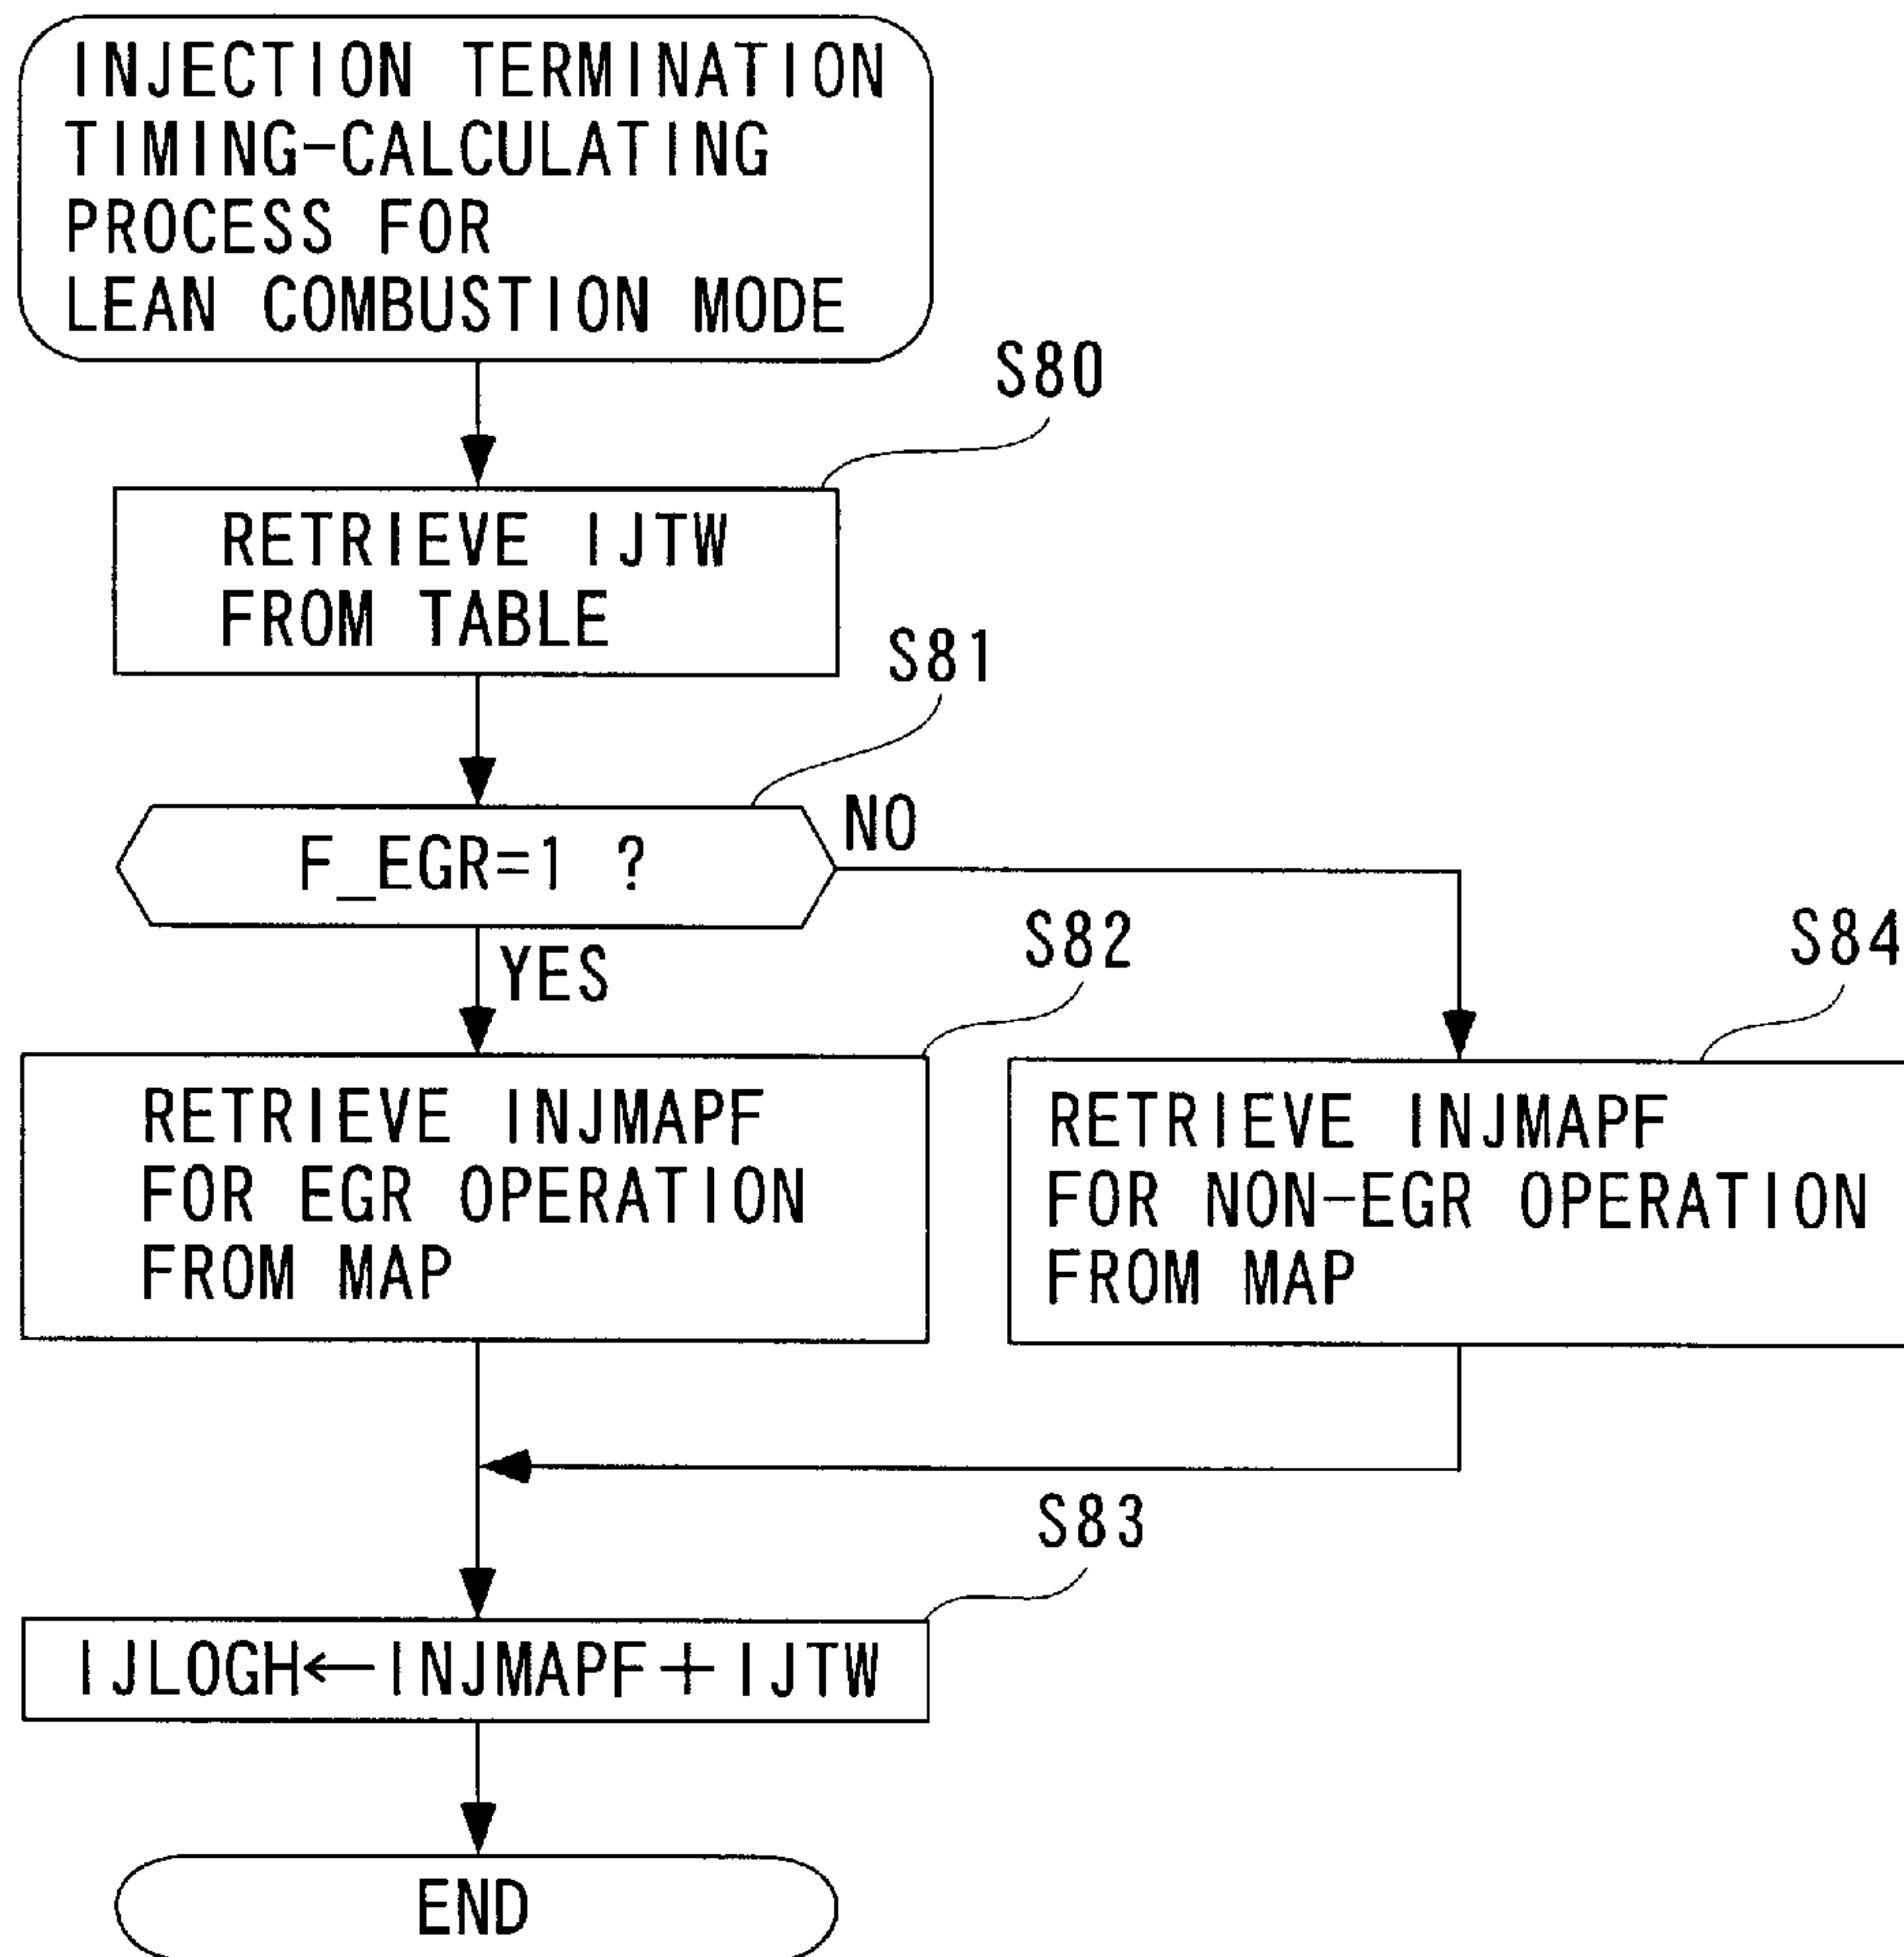 INJECTION TERMINATION
TIMING-CALCULATING
PROCESS FOR
LEAN COMBUSTION MODE
S80
RETRIEVE IJTW
FROM TABLE
S81
F_EGR=1 ?
NO
YES
S82
S84
RETRIEVE INJMAPF
FOR EGR OPERATION
FROM MAP
RETRIEVE INJMAPF
FOR NON-EGR OPERATION
FROM MAP
S83
IJLOGH←INJMAPF+IJTW
END